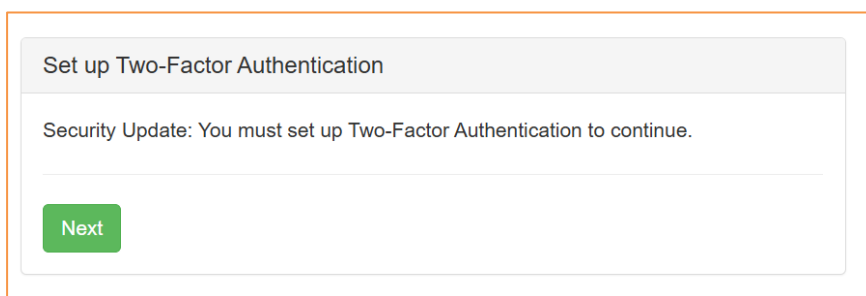 Set up Two-Factor Authentication
Security Update: You must set up Two-Factor Authentication to continue.
Next